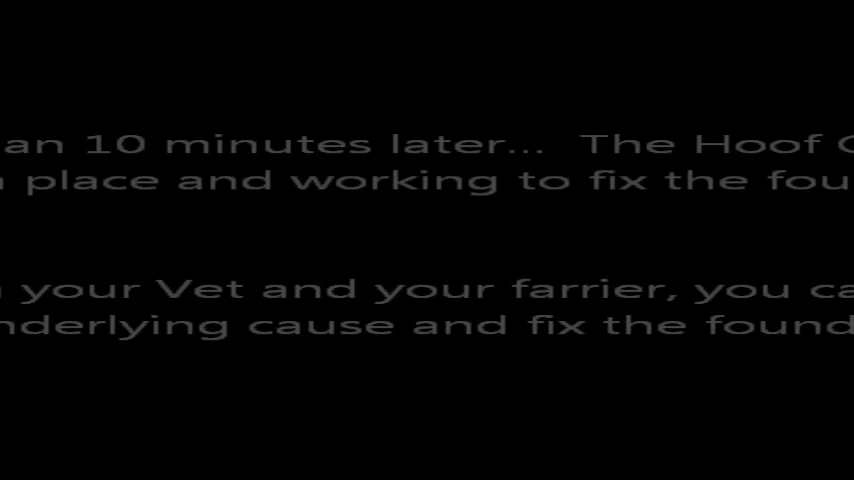 an 10 minutes later... The Hoof
place and working to fix the fou
your Vet and your farrier, you ca
nderlying cause and fix the found